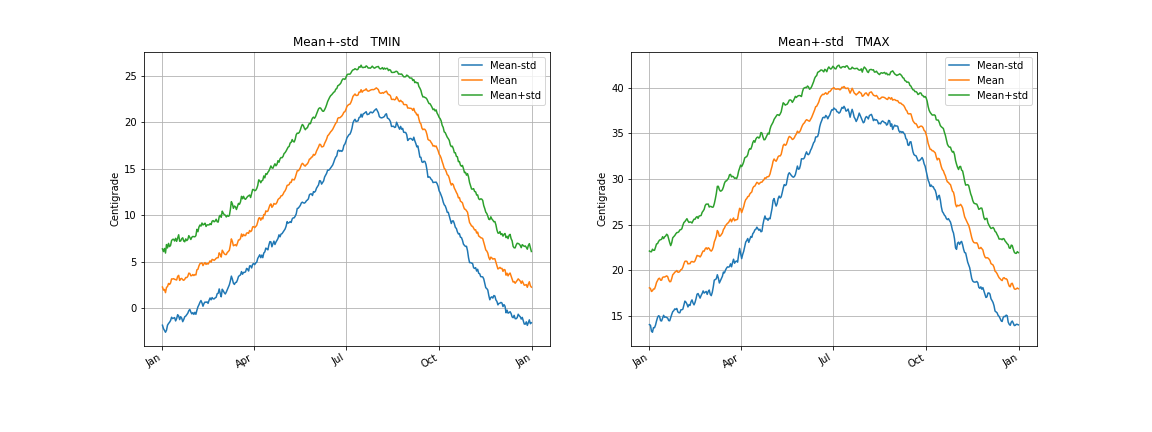 Mean+-std TMIN
Centigrade
25
20
15
10
5
0
Jan
Apr
Jul
Oct
Jan
Mean-std
Mean
Mean+std
Mean+-std TMAX
Centigrade
40
35
30
25
20
15
Jan
Apr
Jul
Oct
Jan
Mean-std
Mean
Mean+std